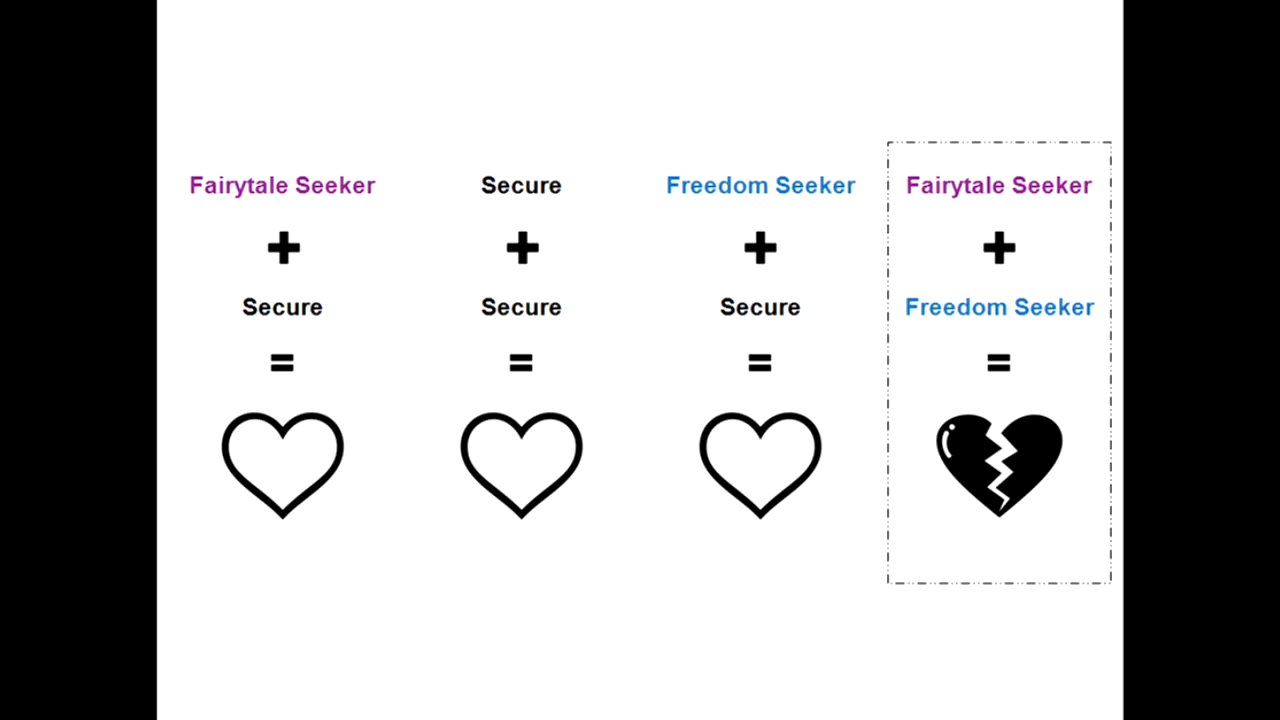 Fairytale Seeker
+
Secure
=
Secure
+
Secure
=
Freedom Seeker
+
Secure
=
Fairytale Seeker
+
Freedom Seeker
=